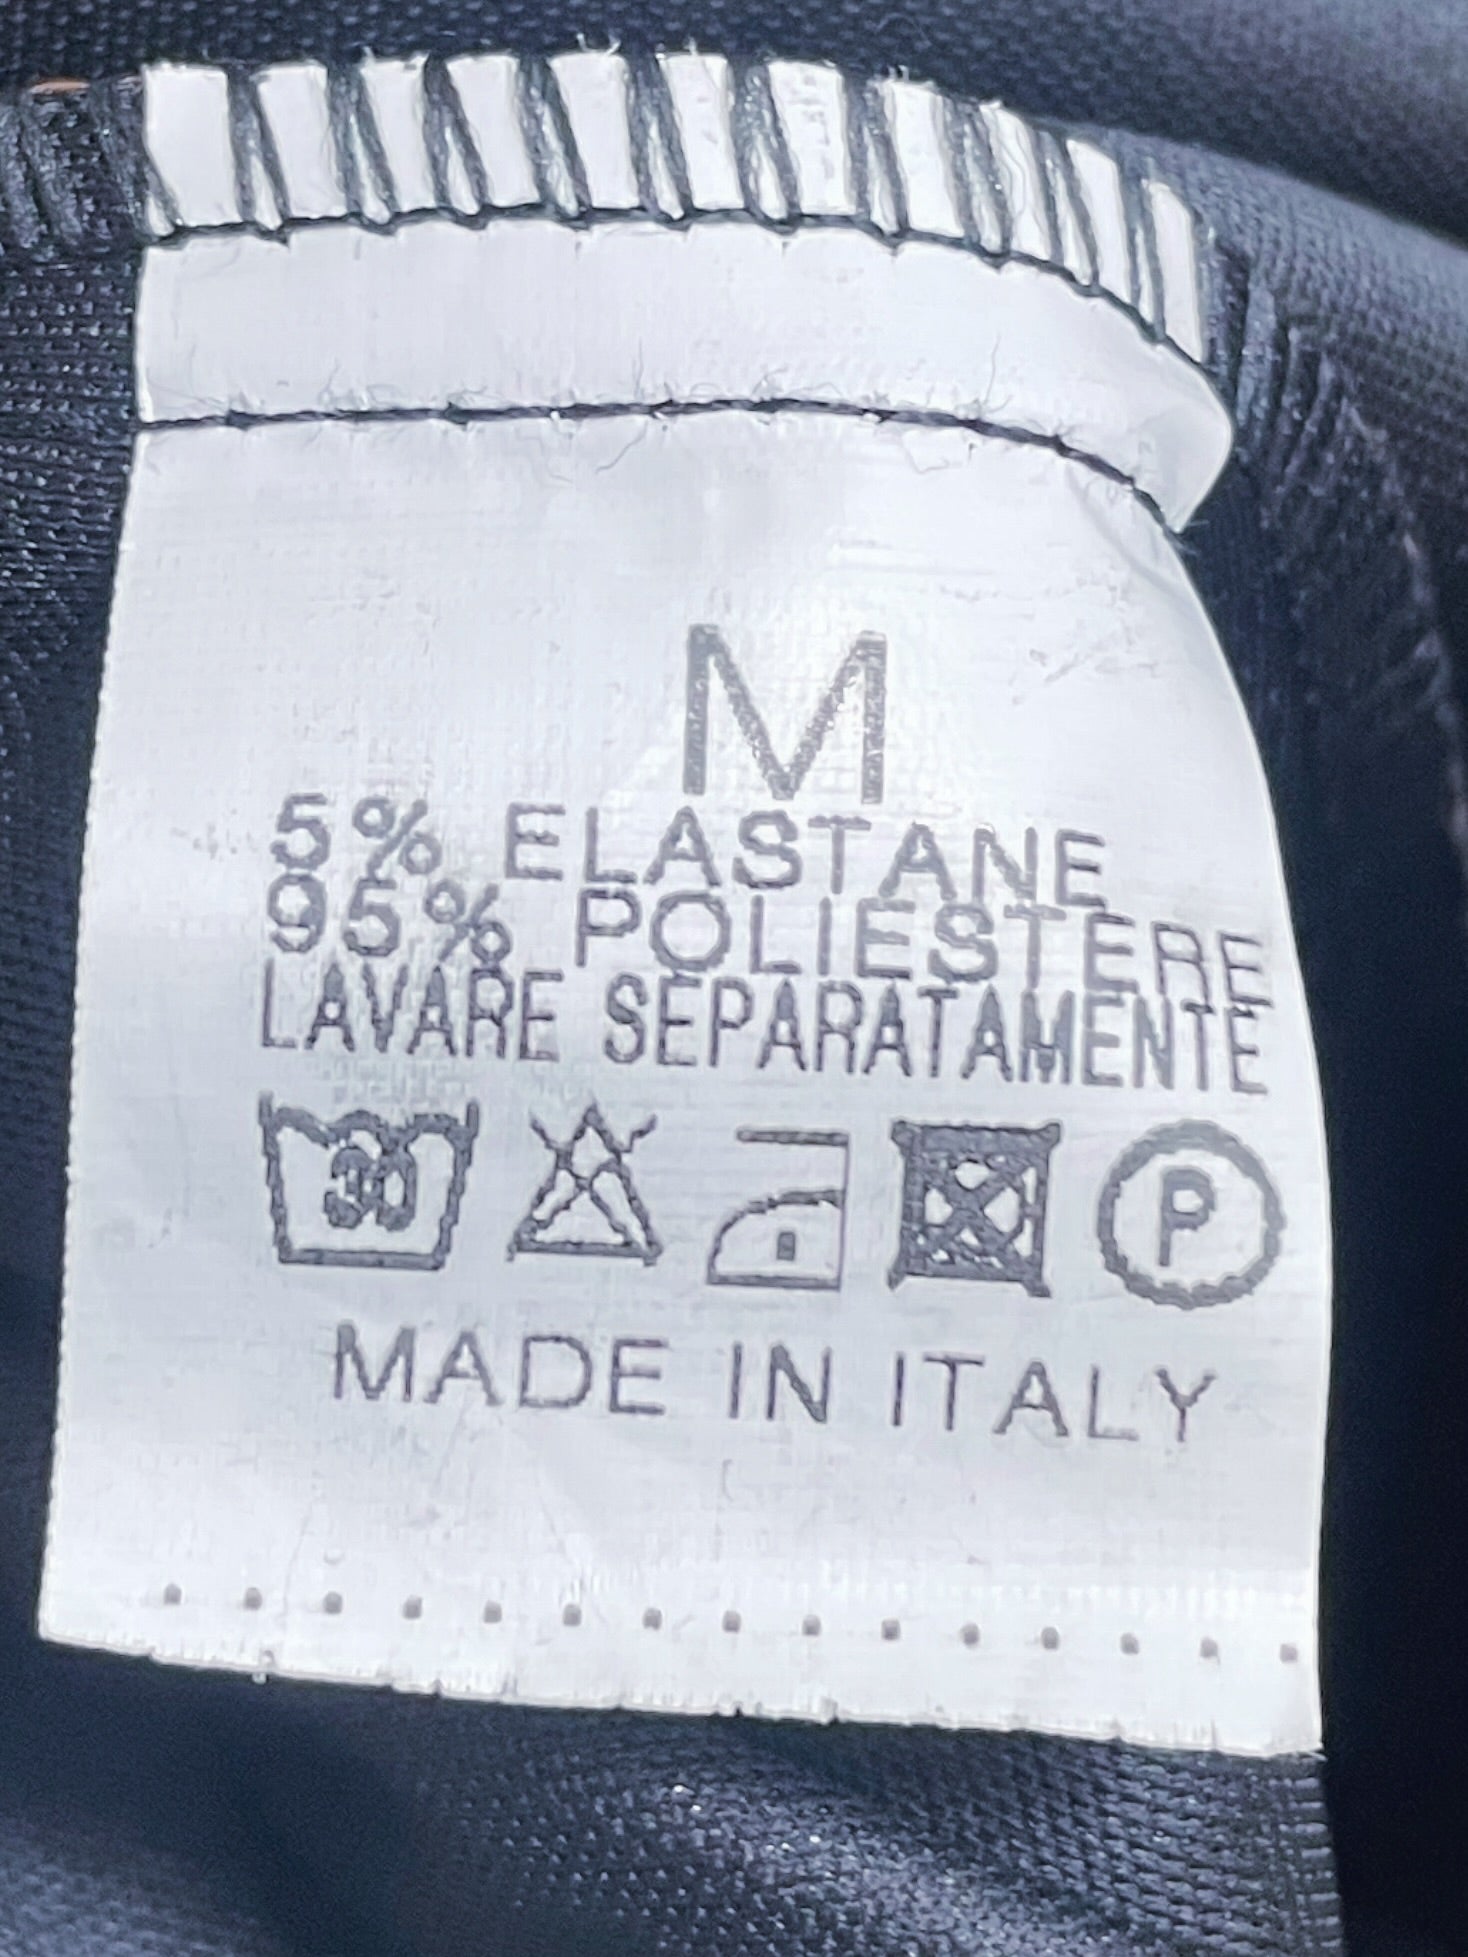 M
5% ELASTANE
95% POLIESTERE
LAVARE SEPARATAMENTE
30 P
MADE IN ITALY